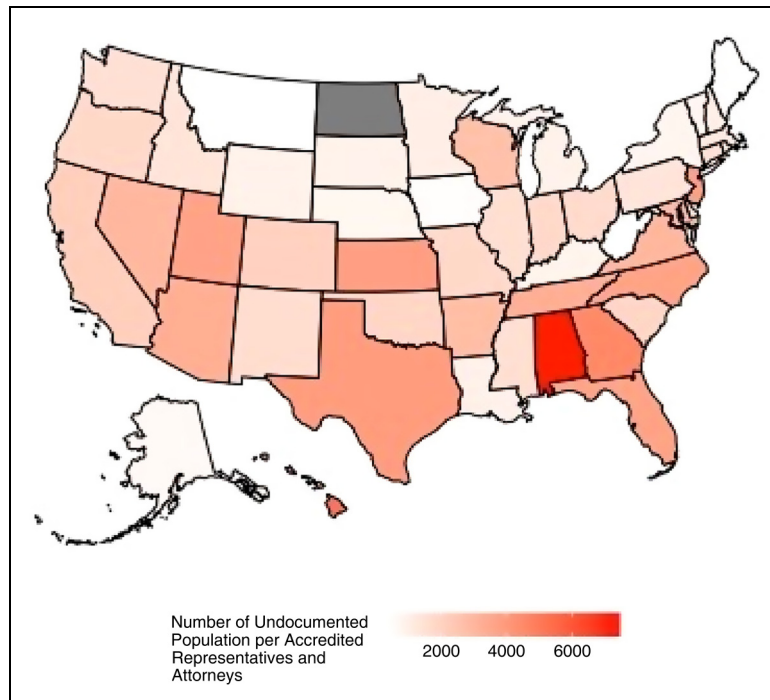 Number of Undocumented
Population per Accredited
Representatives and
Attorneys
2000 4000 6000